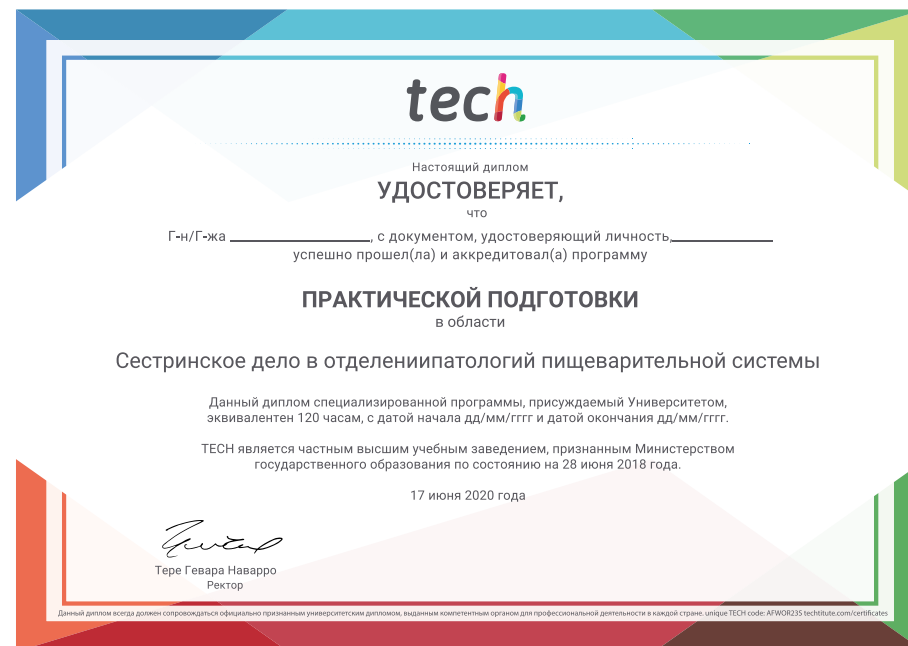 tech
Настоящий диплом
УДОСТОВЕРЯЕТ,
что
Г-н/Г-жа ____________________, с документом, удостоверяющий личность,______________
успешно прошел(ла) и аккредитовал(а) программу
ПРАКТИЧЕСКОЙ ПОДГОТОВКИ
в области
Сестринское дело в отделениипатологий пищеварительной системы
Данный диплом специализированной программы, присуждаемый Университетом,
эквивалентен 120 часам, с датой начала дд/мм/гггг и датой окончания дд/мм/гггг.
TECH является частным высшим учебным заведением, признанным Министерством
государственного образования по состоянию на 28 июня 2018 года.
17 июня 2020 года
Тере Гевара Наварро
Ректор
Данный диплом всегда должен сопровождаться официально признанным университетским дипломом, выданным компетентным органом для профессиональной деятельности в каждой стране. unique TECH code: AFWOR23S techtitute.com/certificates